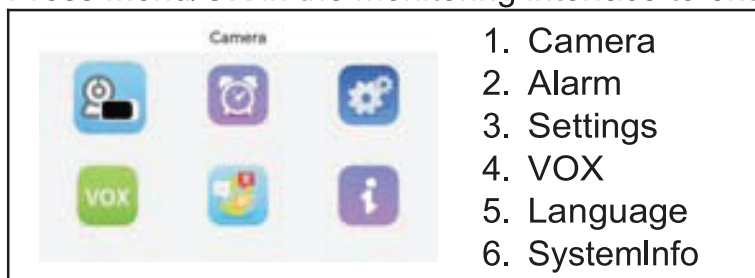 Camera
VOX
1. Camera
2. Alarm
3. Settings
4. VOX
5. Language
6. SystemInfo